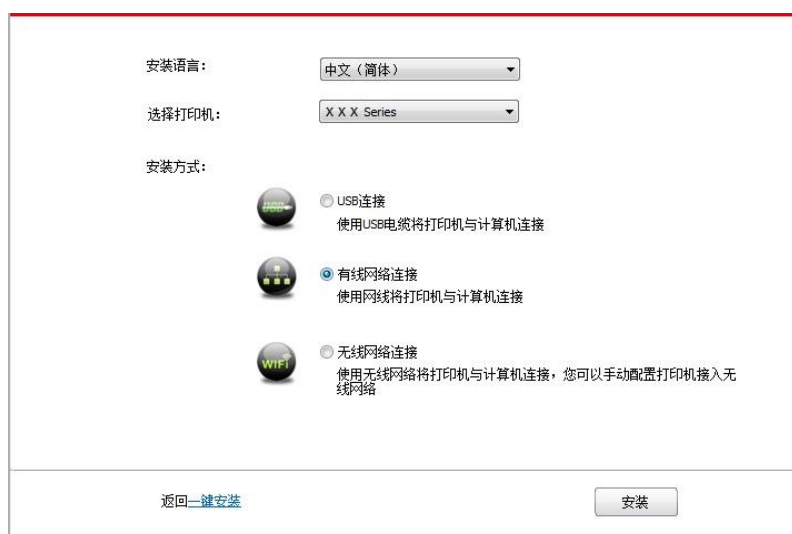 安装语言： 中文（简体）
选择打印机： X X X Series
安装方式：
USB
USB连接
使用USB电缆将打印机与计算机连接
有线网络连接
使用网线将打印机与计算机连接
WiFi
无线网络连接
使用无线网络将打印机与计算机连接，您可以手动配置打印机接入无
线网络
返回一键安装
安装